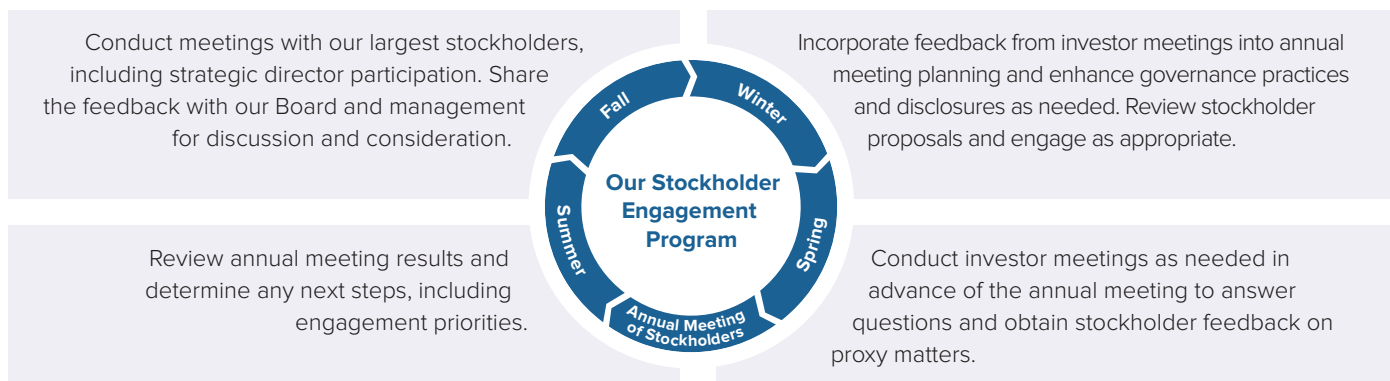 Conduct meetings with our largest stockholders,
including strategic director participation. Share
the feedback with our Board and management
for discussion and consideration.
Incorporate feedback from investor meetings into annual
meeting planning and enhance governance practices
and disclosures as needed. Review stockholder
proposals and engage as appropriate.
Fall
Winter
Our Stockholder
Engagement
Program
Summer
Spring
Annual Meeting
of Stockholders
Review annual meeting results and
determine any next steps, including
engagement priorities.
Conduct investor meetings as needed in
advance of the annual meeting to answer
questions and obtain stockholder feedback on
proxy matters.